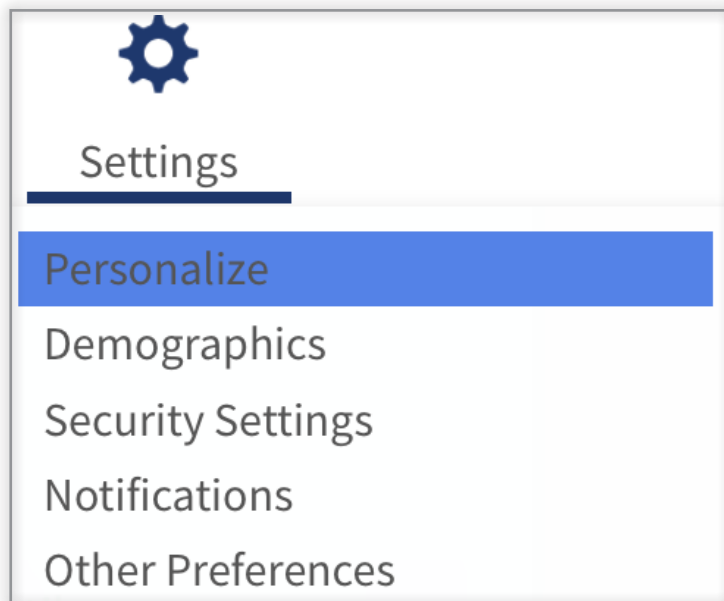 Settings
Personalize
Demographics
Security Settings
Notifications
Other Preferences